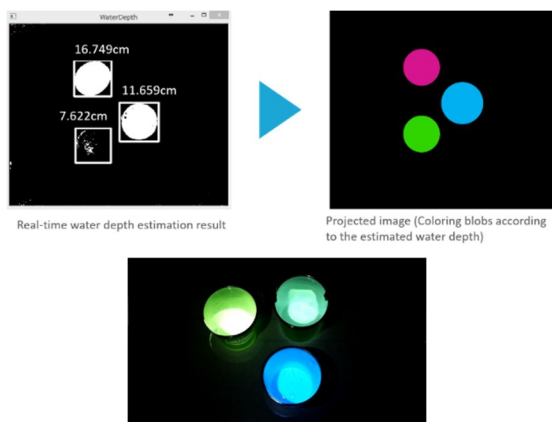 WaterDepth
16.749cm
11.659cm
7.622cm
Real-time water depth estimation result
Projected image (Coloring blobs according
to the estimated water depth)